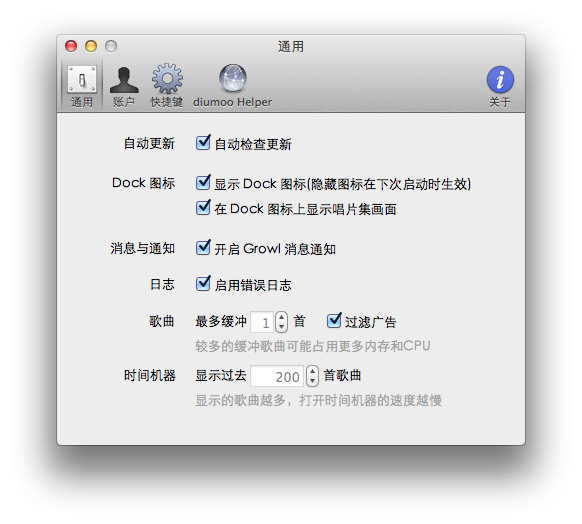 通用
通用 账户 快捷键 diumoo Helper 关于
自动更新 自动检查更新
Dock 图标 显示 Dock 图标(隐藏图标在下次启动时生效)
在 Dock 图标上显示唱片集画面
消息与通知 开启 Growl 消息通知
日志 启用错误日志
歌曲 最多缓冲 1 首 过滤广告
较多的缓冲歌曲可能占用更多内存和CPU
时间机器 显示过去 200 首歌曲
显示的歌曲越多，打开时间机器的速度越慢